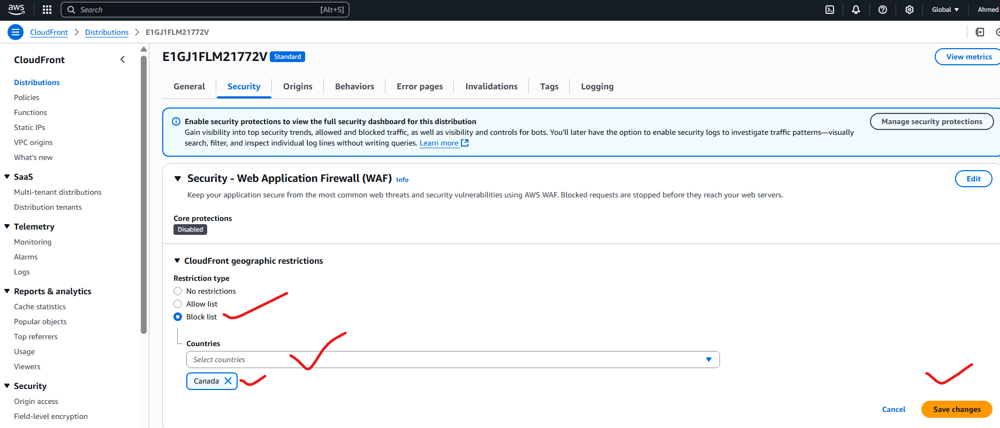 aws
Search [Alt+S]
Global
Ahmed
CloudFront
Distributions
E1GJ1FLM21772V
CloudFront
Distributions
Policies
Functions
Static IPs
VPC origins
What's new
SaaS
Multi-tenant distributions
Distribution tenants
Telemetry
Monitoring
Alarms
Logs
Reports & analytics
Cache statistics
Popular objects
Top referrers
Usage
Viewers
Security
Origin access
Field-level encryption
E1GJ1FLM21772V Standard
View metrics
General Security Origins Behaviors Error pages Invalidations Tags Logging
Enable security protections to view the full security dashboard for this distribution
Gain visibility into top security trends, allowed and blocked traffic, as well as visibility and controls for bots. You'll later have the option to enable security logs to investigate traffic patterns—visually
search, filter, and inspect individual log lines without writing queries. Learn more
Manage security protections
Security - Web Application Firewall (WAF) Info
Edit
Keep your application secure from the most common web threats and security vulnerabilities using AWS WAF. Blocked requests are stopped before they reach your web servers.
Core protections
Disabled
CloudFront geographic restrictions
Restriction type
No restrictions
Allow list
Block list
Countries
Select countries
Canada
Cancel
Save changes